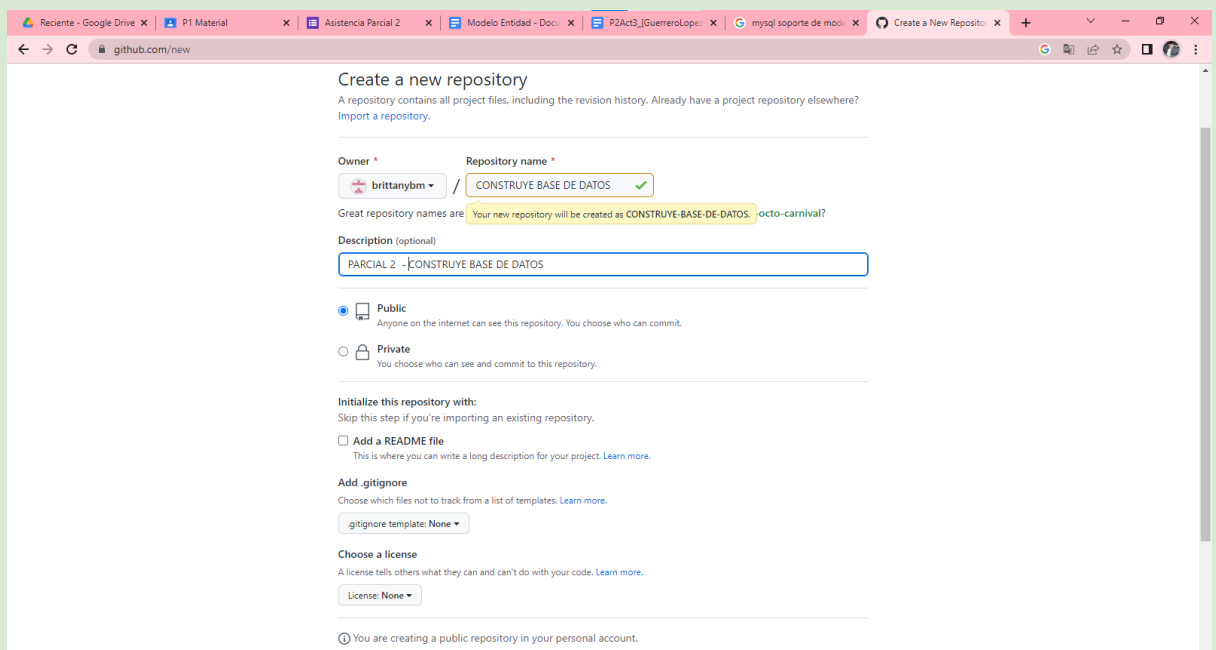 Reciente - Google Drive
P1 Material
Asistencia Parcial 2
Modelo Entidad - Docu
P2Act3_[GuerreroLopez
mysql soporte de mode
Create a New Repositor
github.com/new
Create a new repository
A repository contains all project files, including the revision history. Already have a project repository elsewhere?
Import a repository.
Owner *
Repository name *
brittanybm
/
CONSTRUYE BASE DE DATOS
Great repository names are
Your new repository will be created as CONSTRUYE-BASE-DE-DATOS.
-octo-carnival?
Description (optional)
PARCIAL 2 - CONSTRUYE BASE DE DATOS
Public
Anyone on the internet can see this repository. You choose who can commit.
Private
You choose who can see and commit to this repository.
Initialize this repository with:
Skip this step if you're importing an existing repository.
Add a README file
This is where you can write a long description for your project. Learn more.
Add .gitignore
Choose which files not to track from a list of templates. Learn more.
.gitignore template: None
Choose a license
A license tells others what they can and can't do with your code. Learn more.
License: None
You are creating a public repository in your personal account.